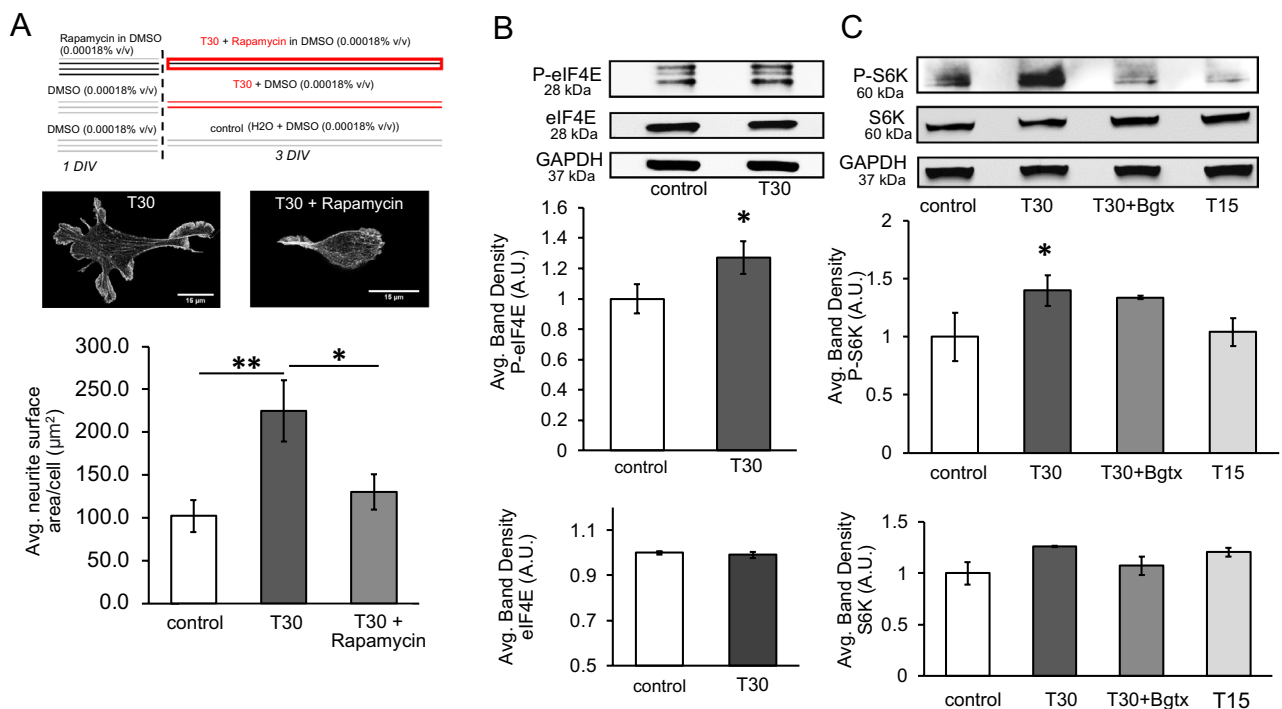 A
Rapamycin in DMSO
(0.00018% v/v)
T30 + Rapamycin in DMSO (0.00018% v/v)
DMSO (0.00018% v/v)
T30 + DMSO (0.00018% v/v)
DMSO (0.00018% v/v)
control (H2O + DMSO (0.00018% v/v))
1 DIV
3 DIV
T30
15 µm
T30 + Rapamycin
15 µm
Avg. neurite surface
area/cell (µm²)
300.0
250.0
200.0
150.0
100.0
50.0
0.0
**
*
control
T30
T30 +
Rapamycin
B
P-eIF4E
28 kDa
eIF4E
28 kDa
GAPDH
37 kDa
control
T30
Avg. Band Density
P-eIF4E (A.U.)
1.6
1.4
1.2
1
0.8
0.6
0.4
0.2
0
*
control
T30
Avg. Band Density
eIF4E (A.U.)
1.1
0.9
0.7
0.5
control
T30
C
P-S6K
60 kDa
S6K
60 kDa
GAPDH
37 kDa
control
T30
T30+Bgtx
T15
Avg. Band Density
P-S6K (A.U.)
2
1.5
1
0.5
0
*
control
T30
T30+Bgtx
T15
Avg. Band Density
S6K (A.U.)
2
1.5
1
0.5
0
control
T30
T30+Bgtx
T15